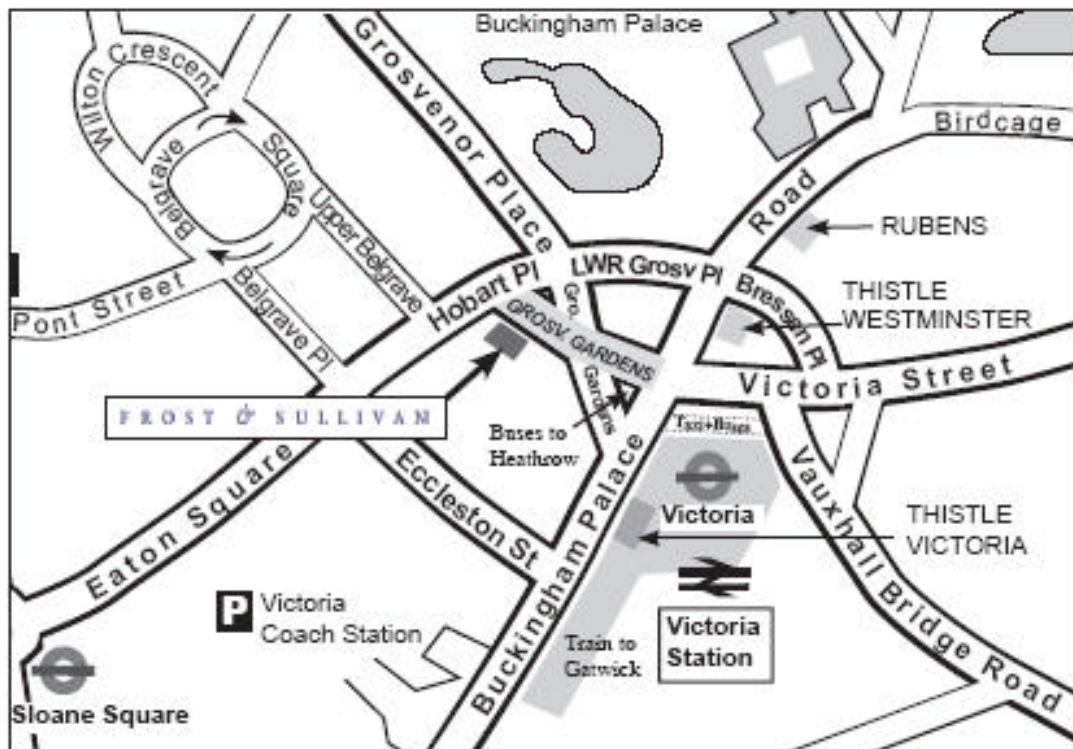 Buckingham Palace
Grosvenor Place
Wilton Crescent
Belgrave Square
Birdcage
Road
RUBENS
Upper Belgrave
Belgrave Pl
Pont Street
Hobart Pl
LWR Grosv Pl
Bressen Pl
Gro. Gardens
GROSV. GARDENS
THISTLE
WESTMINSTER
Victoria Street
FROST & SULLIVAN
Buses to
Heathrow
Taxi+Buses
Eaton Square
Eccleston St
Buckingham Palace
Victoria
Vauxhall Bridge Road
THISTLE
VICTORIA
P
Victoria
Coach Station
Train to
Gatwick
Victoria
Station
Sloane Square